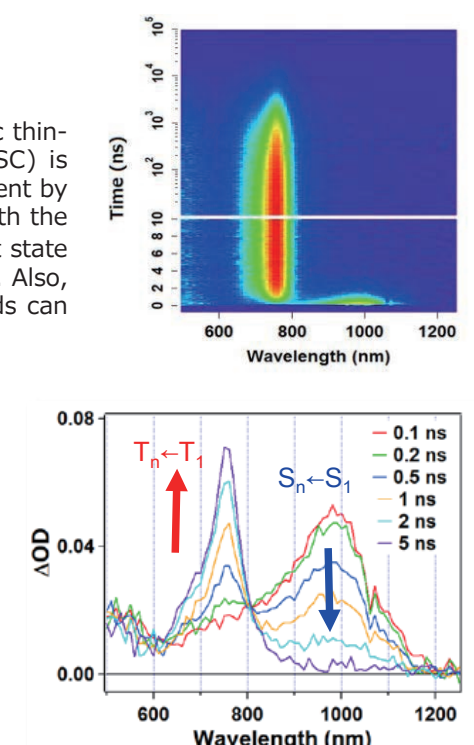 c thin-
SC) is
ent by
th the
t state
. Also,
ds can
Time (ns)
10⁵
10⁴
10³
10²
10
8
6
4
2
0
600 800 1000 1200
Wavelength (nm)
0.08
0.04
0.00
ΔOD
Tₙ←T₁
Sₙ←S₁
0.1 ns
0.2 ns
0.5 ns
1 ns
2 ns
5 ns
600 800 1000 1200
Wavelength (nm)